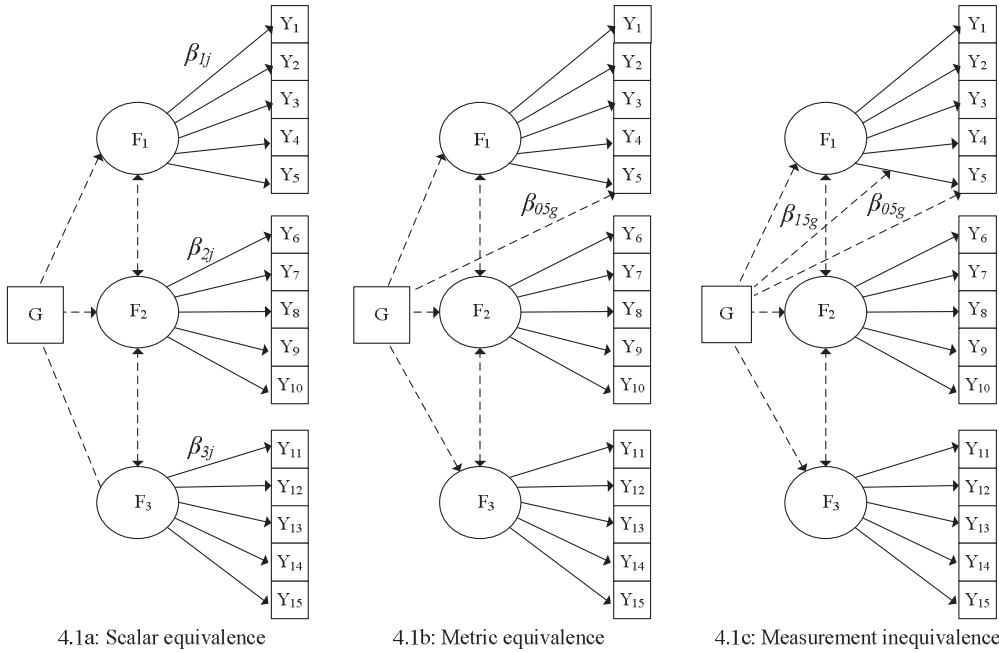 Y1
Y2
Y3
Y4
Y5
β1j
F1
Y6
Y7
Y8
Y9
Y10
β2j
G
F2
Y11
Y12
Y13
Y14
Y15
β3j
F3
4.1a: Scalar equivalence
Y1
Y2
Y3
Y4
Y5
F1
β05g
Y6
Y7
Y8
Y9
Y10
G
F2
Y11
Y12
Y13
Y14
Y15
F3
4.1b: Metric equivalence
Y1
Y2
Y3
Y4
Y5
F1
β15g
β05g
Y6
Y7
Y8
Y9
Y10
G
F2
Y11
Y12
Y13
Y14
Y15
F3
4.1c: Measurement inequivalence